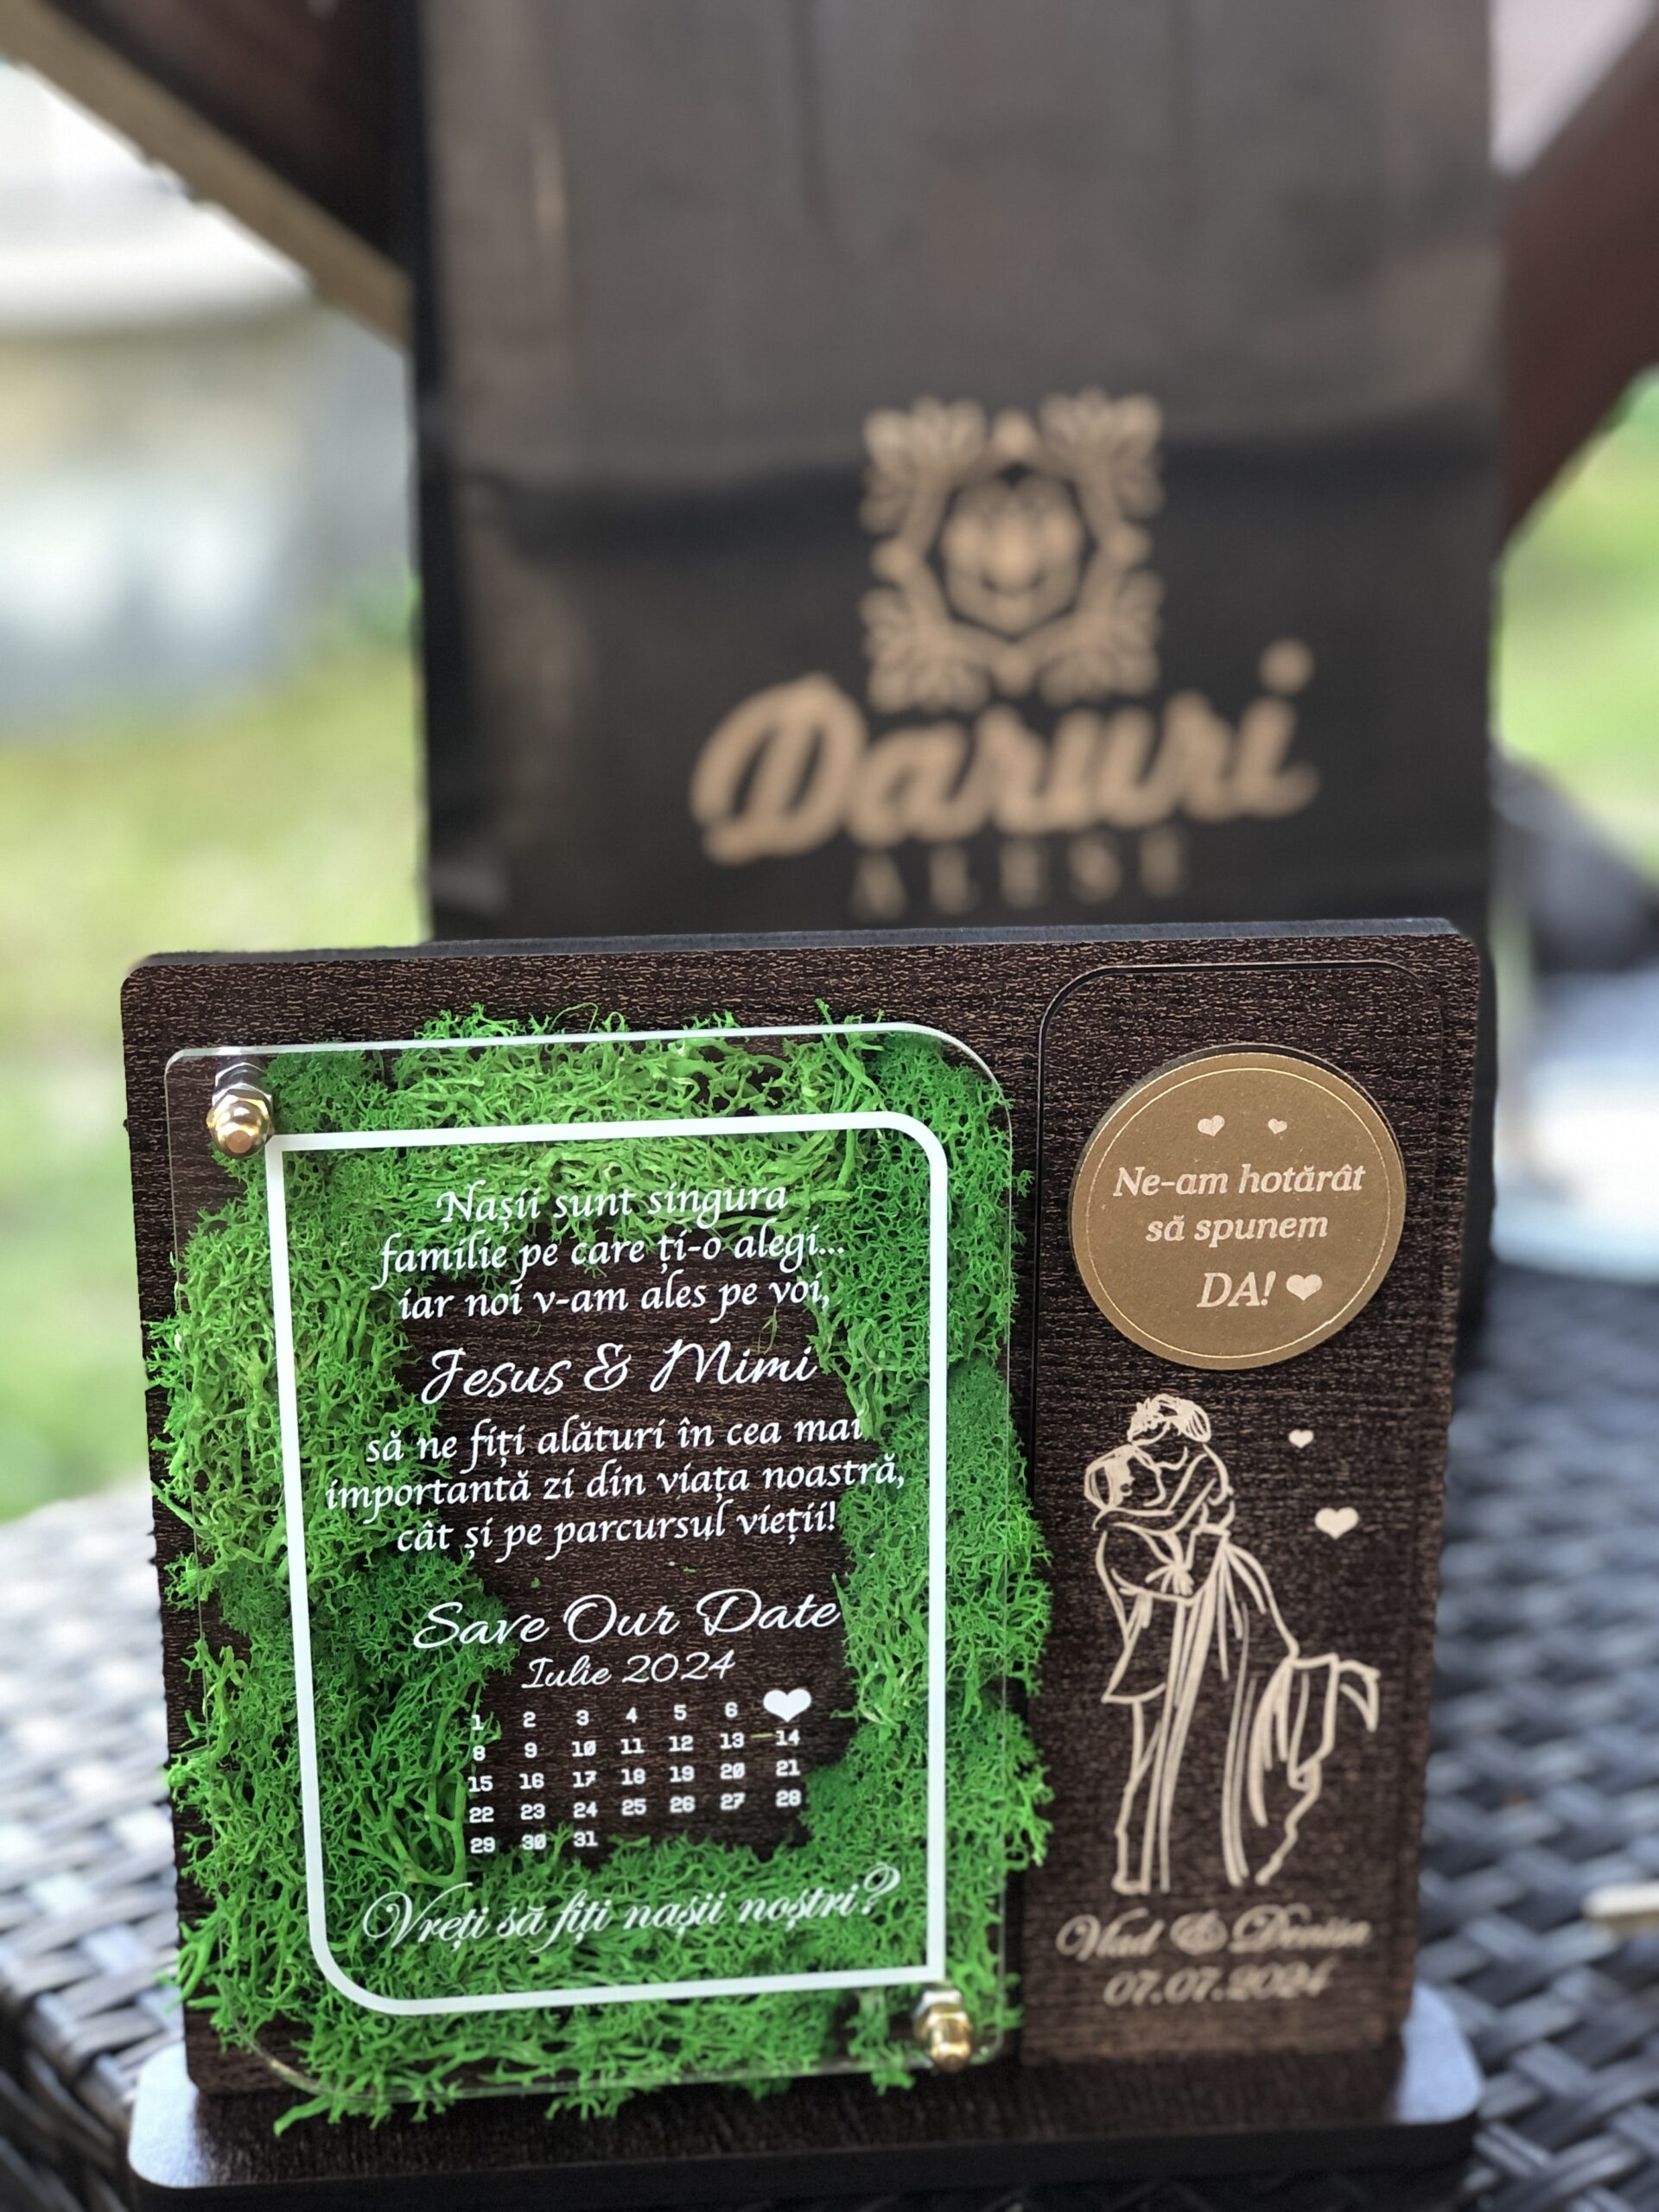 Daruri
ALESE
Nașii sunt singura
familie pe care ți-o alegi...
iar noi v-am ales pe voi,
Jesus & Mimi
să ne fiți alături în cea mai
importantă zi din viața noastră,
cât și pe parcursul vieții!
Save Our Date
Iulie 2024
1 2 3 4 5 6
8 9 10 11 12 13 14
15 16 17 18 19 20 21
22 23 24 25 26 27 28
29 30 31
Vreți să fiți nașii noștri?
Ne-am hotărât
să spunem
DA!
Vlad & Denisa
07.07.2024